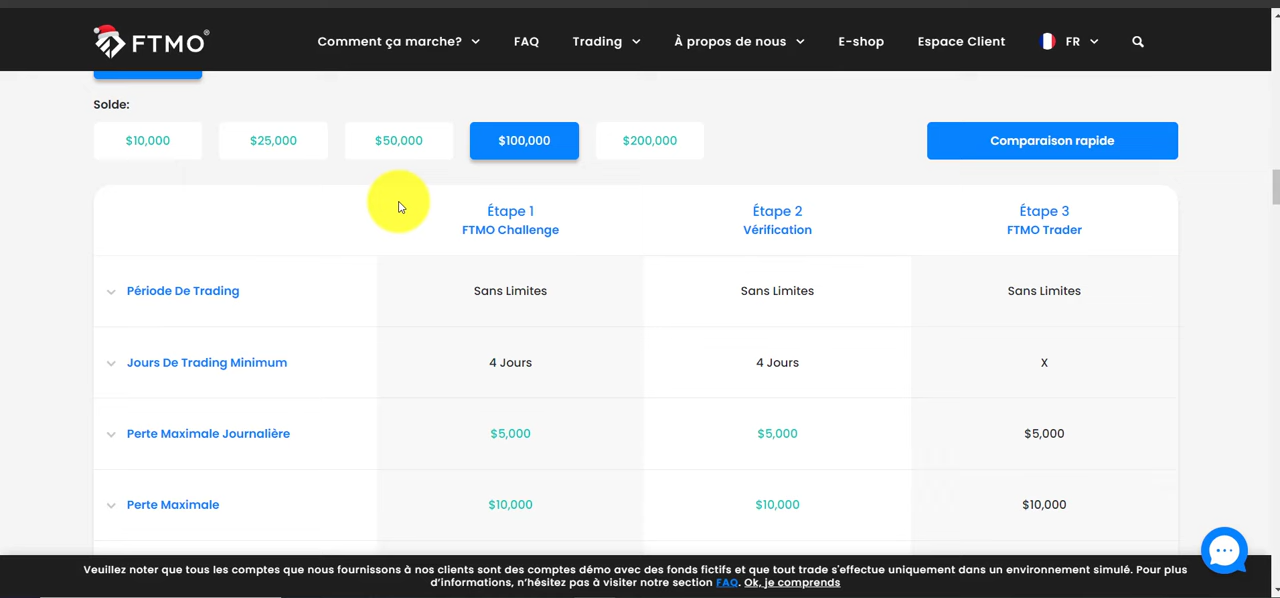 FTMO®
Comment ça marche? FAQ Trading À propos de nous E-shop Espace Client FR
Solde:
$10,000 $25,000 $50,000 $100,000 $200,000 Comparaison rapide
Étape 1 Étape 2 Étape 3
FTMO Challenge Vérification FTMO Trader
Période De Trading Sans Limites Sans Limites Sans Limites
Jours De Trading Minimum 4 Jours 4 Jours X
Perte Maximale Journalière $5,000 $5,000 $5,000
Perte Maximale $10,000 $10,000 $10,000
Veuillez noter que tous les comptes que nous fournissons à nos clients sont des comptes démo avec des fonds fictifs et que tout trade s'effectue uniquement dans un environnement simulé. Pour plus
d'informations, n'hésitez pas à visiter notre section FAQ. Ok, je comprends